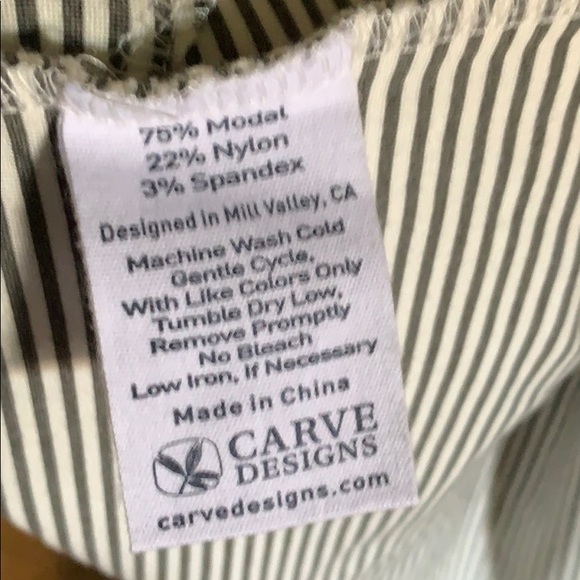 75% Modal
22% Nylon
3% Spandex
Designed in Mill Valley, CA
Machine Wash Cold
Gentle Cycle,
With Like Colors Only
Tumble Dry Low,
Remove Promptly
No Bleach
Low Iron, If Necessary
Made in China
CARVE
DESIGNS
carvedesigns.com